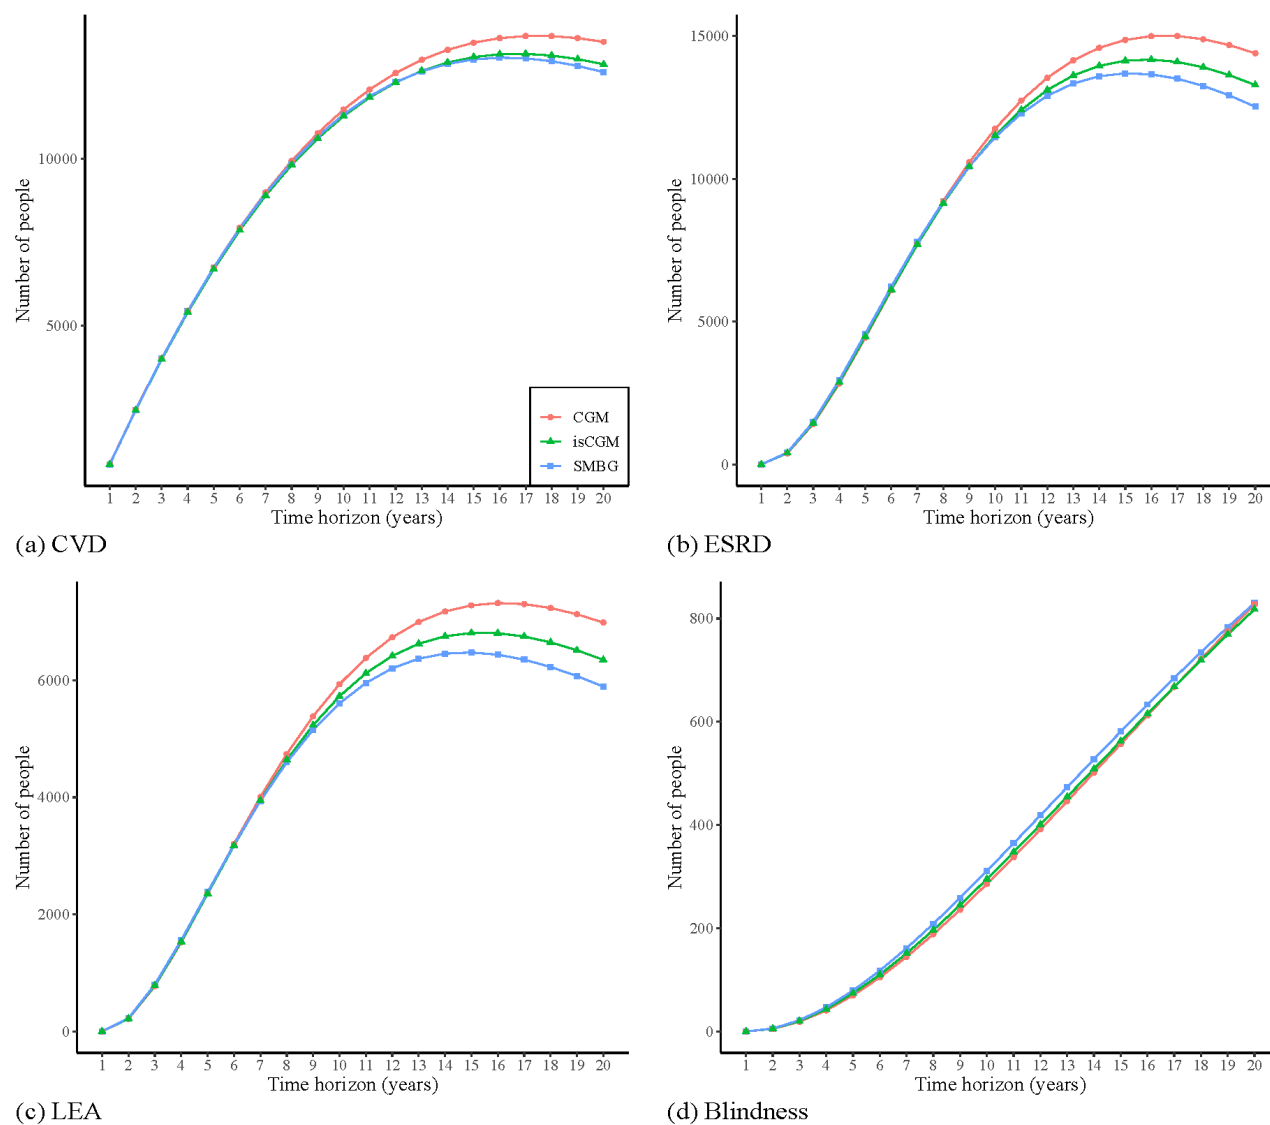 Number of people
10000
5000
CGM
isCGM
SMBG
1 2 3 4 5 6 7 8 9 10 11 12 13 14 15 16 17 18 19 20
Time horizon (years)
(a) CVD
Number of people
15000
10000
5000
0
1 2 3 4 5 6 7 8 9 10 11 12 13 14 15 16 17 18 19 20
Time horizon (years)
(b) ESRD
Number of people
6000
4000
2000
0
1 2 3 4 5 6 7 8 9 10 11 12 13 14 15 16 17 18 19 20
Time horizon (years)
(c) LEA
Number of people
800
600
400
200
0
1 2 3 4 5 6 7 8 9 10 11 12 13 14 15 16 17 18 19 20
Time horizon (years)
(d) Blindness